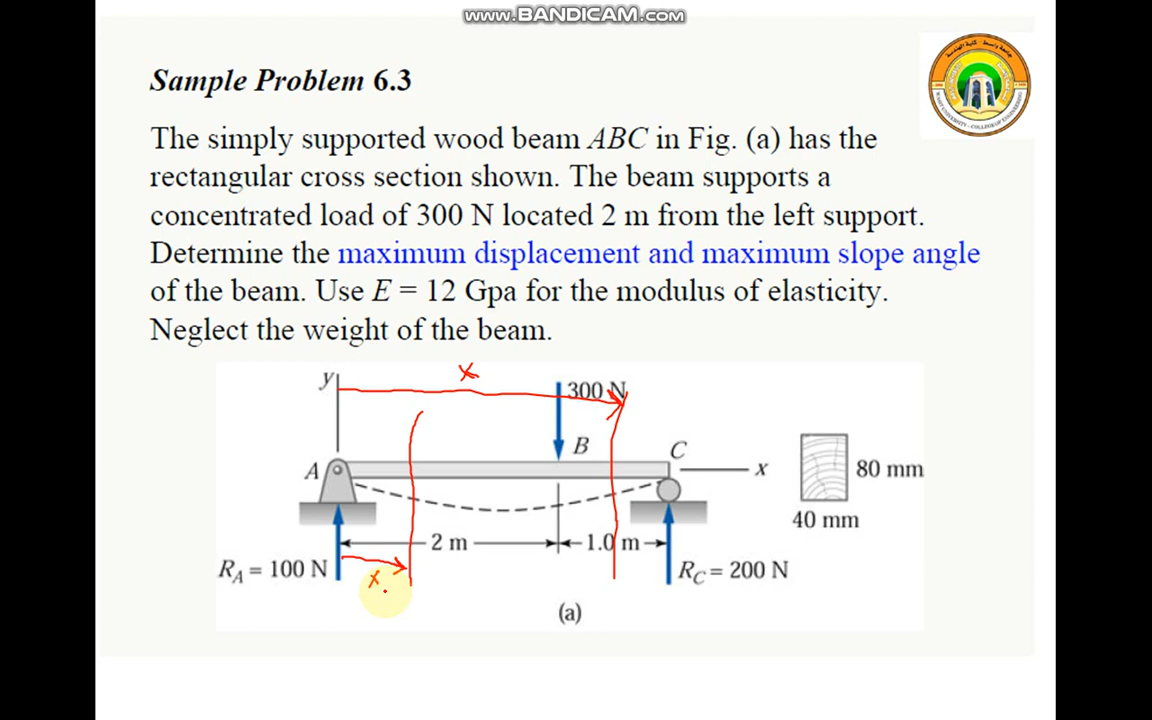 www.BANDICAM.com
Sample Problem 6.3
The simply supported wood beam ABC in Fig. (a) has the
rectangular cross section shown. The beam supports a
concentrated load of 300 N located 2 m from the left support.
Determine the maximum displacement and maximum slope angle
of the beam. Use E = 12 Gpa for the modulus of elasticity.
Neglect the weight of the beam.
x
y
300 N
B
C
A
x
80 mm
40 mm
2 m
1.0 m
R_A = 100 N
x
R_C = 200 N
(a)